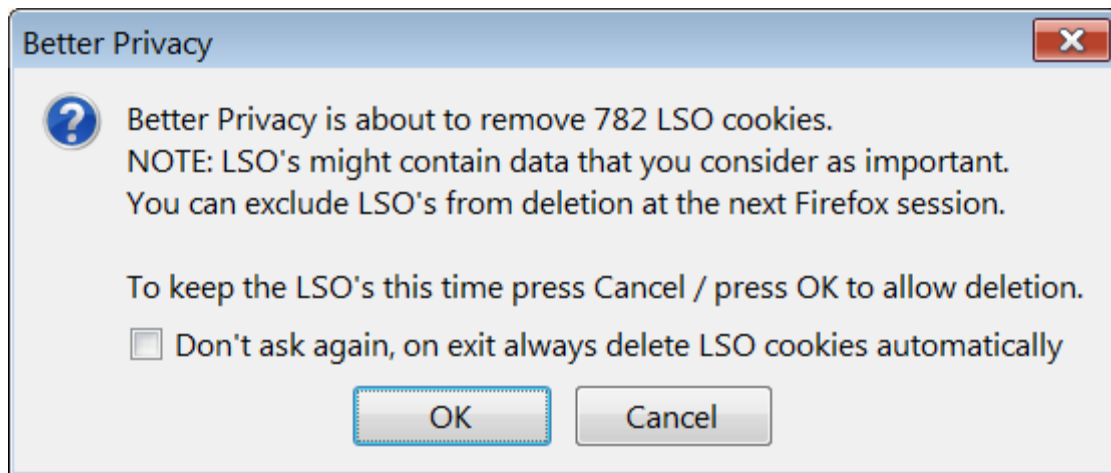 Better Privacy
Better Privacy is about to remove 782 LSO cookies.
NOTE: LSO's might contain data that you consider as important.
You can exclude LSO's from deletion at the next Firefox session.
To keep the LSO's this time press Cancel / press OK to allow deletion.
Don't ask again, on exit always delete LSO cookies automatically
OK
Cancel